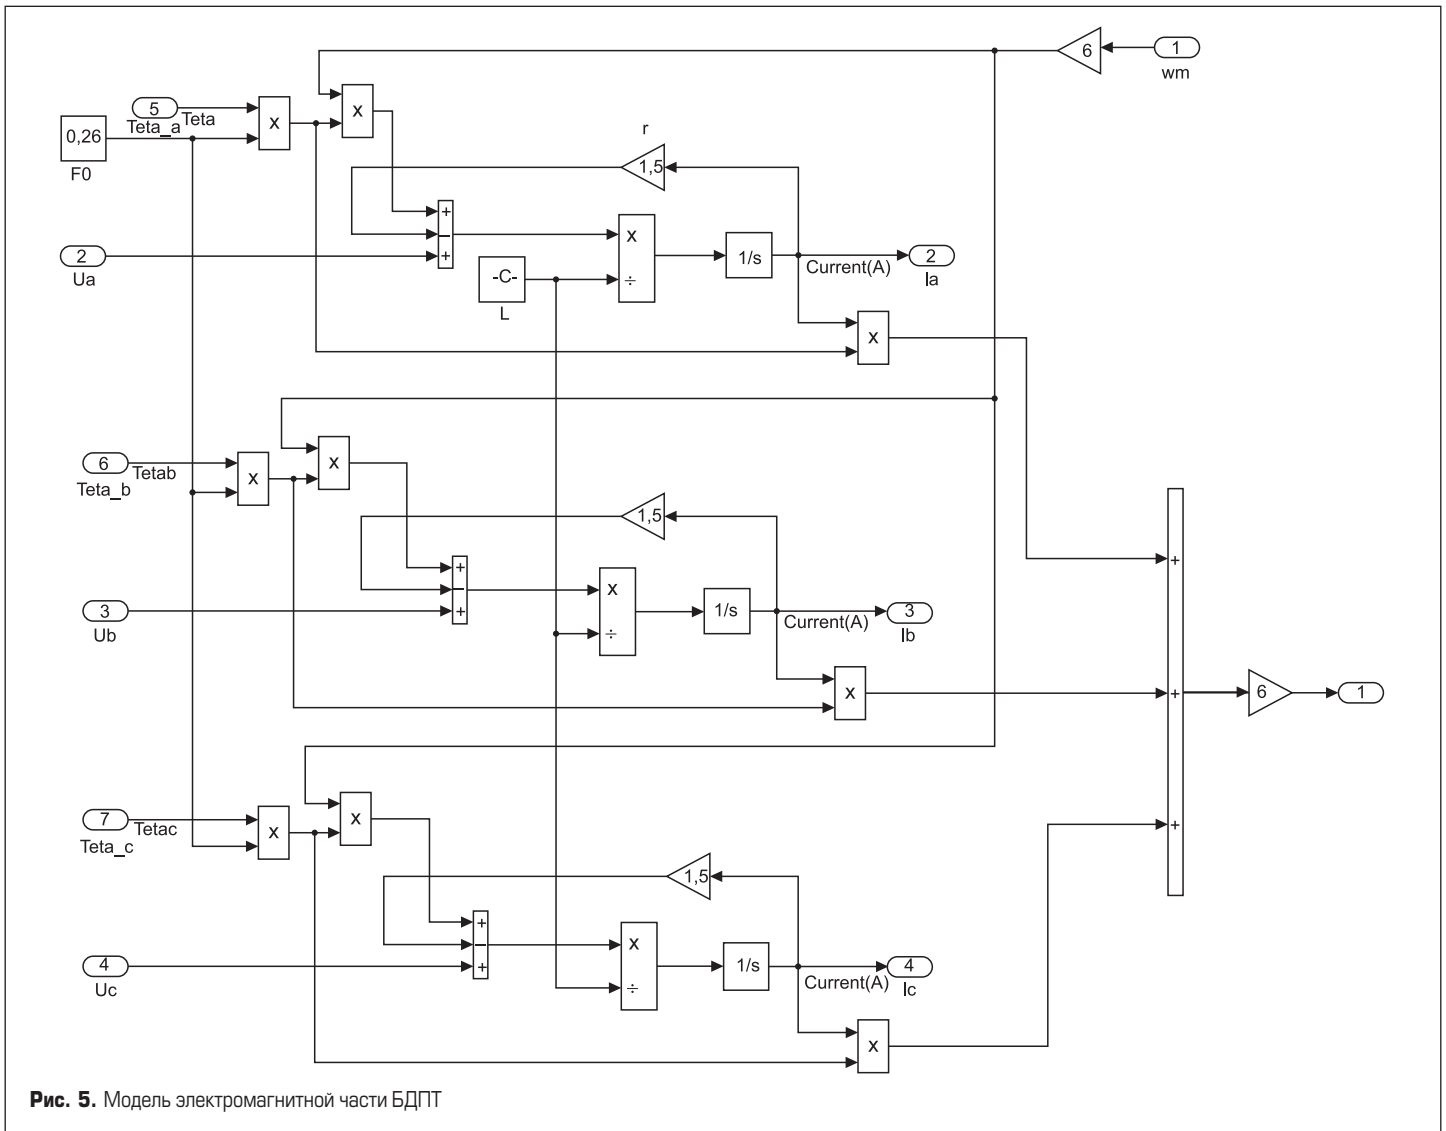 6
1
wm
5
Teta
Teta_a
x
x
0,26
F0
r
1,5
+
−
+
2
Ua
x
÷
1/s
Current(A)
2
Ia
-C-
L
x
6
Tetab
Teta_b
x
x
1,5
+
−
+
3
Ub
x
÷
1/s
Current(A)
3
Ib
x
+
+
+
6
1
7
Tetac
Teta_c
x
x
1,5
+
−
+
4
Uc
x
÷
1/s
Current(A)
4
Ic
x
Рис. 5. Модель электромагнитной части БДПТ